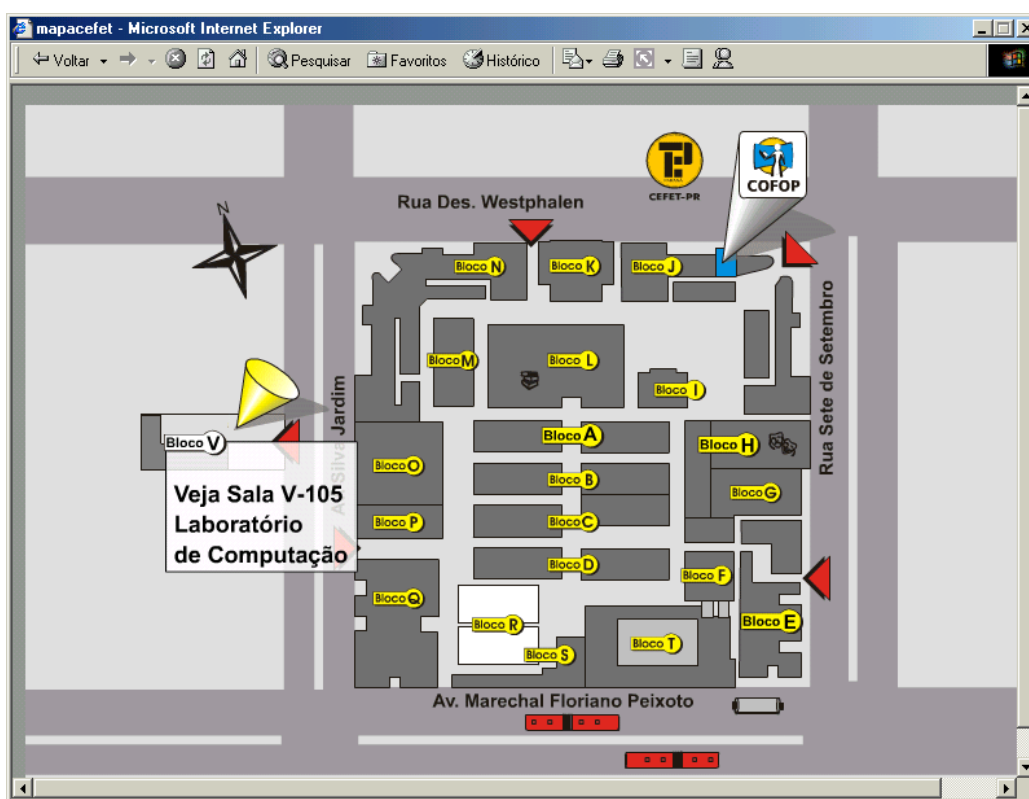 mapacefet - Microsoft Internet Explorer
Voltar
Pesquisar
Favoritos
Histórico
CEFET-PR
COFOP
Rua Des. Westphalen
N
Bloco N
Bloco K
Bloco J
Bloco M
Bloco L
Bloco I
Rua Sete de Setembro
Jardim
Bloco A
Bloco H
Bloco V
Bloco O
Bloco B
Bloco G
Veja Sala V-105
Laboratório
de Computação
Bloco P
Bloco C
Bloco D
Bloco F
Bloco Q
Bloco R
Bloco E
Bloco S
Bloco T
Av. Marechal Floriano Peixoto